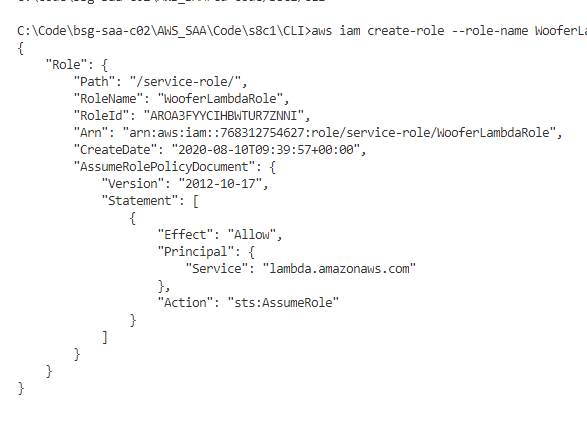 C:\Code\bsg-saa-c02\AWS_SAA\Code\s8c1\CLI>aws iam create-role --role-name WooferLa
{
    "Role": {
        "Path": "/service-role/",
        "RoleName": "WooferLambdaRole",
        "RoleId": "AROA3FYYCIHBWTUR7ZNNI",
        "Arn": "arn:aws:iam::768312754627:role/service-role/WooferLambdaRole",
        "CreateDate": "2020-08-10T09:39:57+00:00",
        "AssumeRolePolicyDocument": {
            "Version": "2012-10-17",
            "Statement": [
                {
                    "Effect": "Allow",
                    "Principal": {
                        "Service": "lambda.amazonaws.com"
                    },
                    "Action": "sts:AssumeRole"
                }
            ]
        }
    }
}